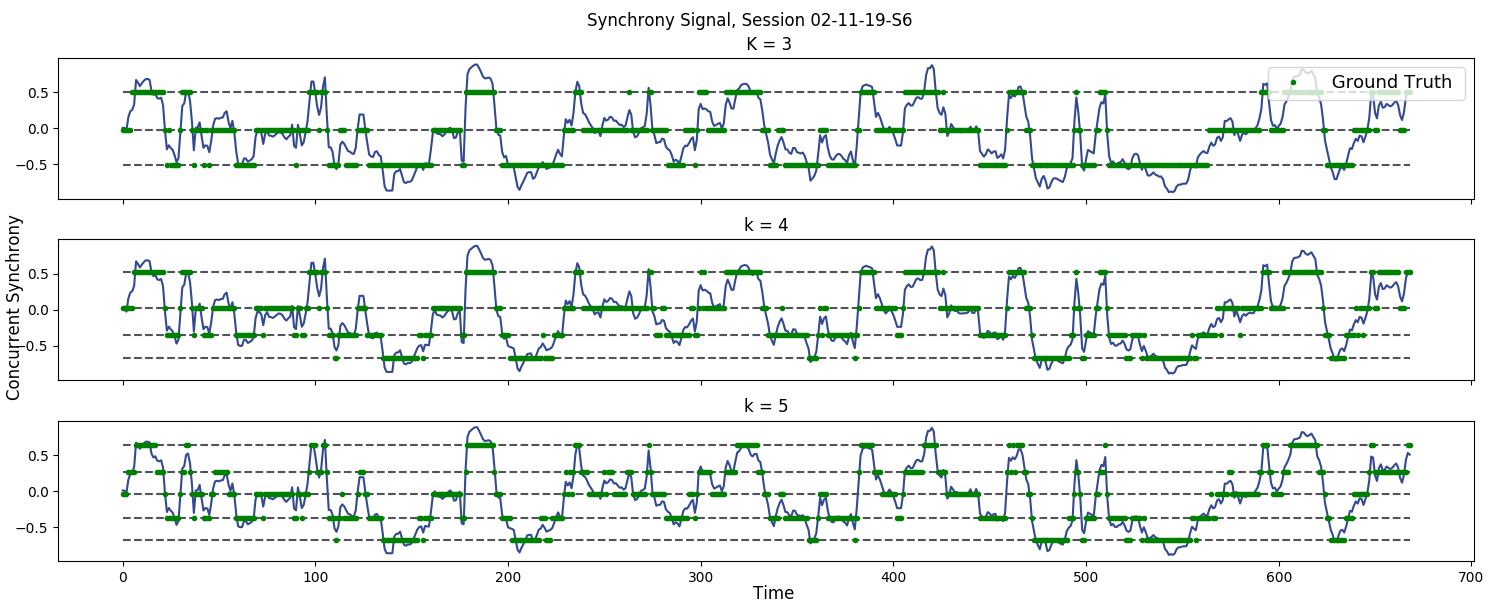 Synchrony Signal, Session 02-11-19-S6
K = 3
Ground Truth
0.5
0.0
−0.5
k = 4
0.5
0.0
−0.5
k = 5
0.5
0.0
−0.5
Concurrent Synchrony
0 100 200 300 400 500 600 700
Time